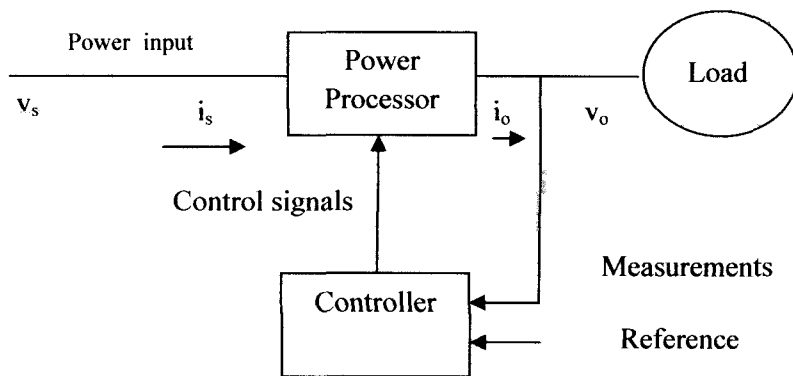 Power input
Power
Processor
Load
v_s
i_s
i_o
v_o
Control signals
Measurements
Controller
Reference